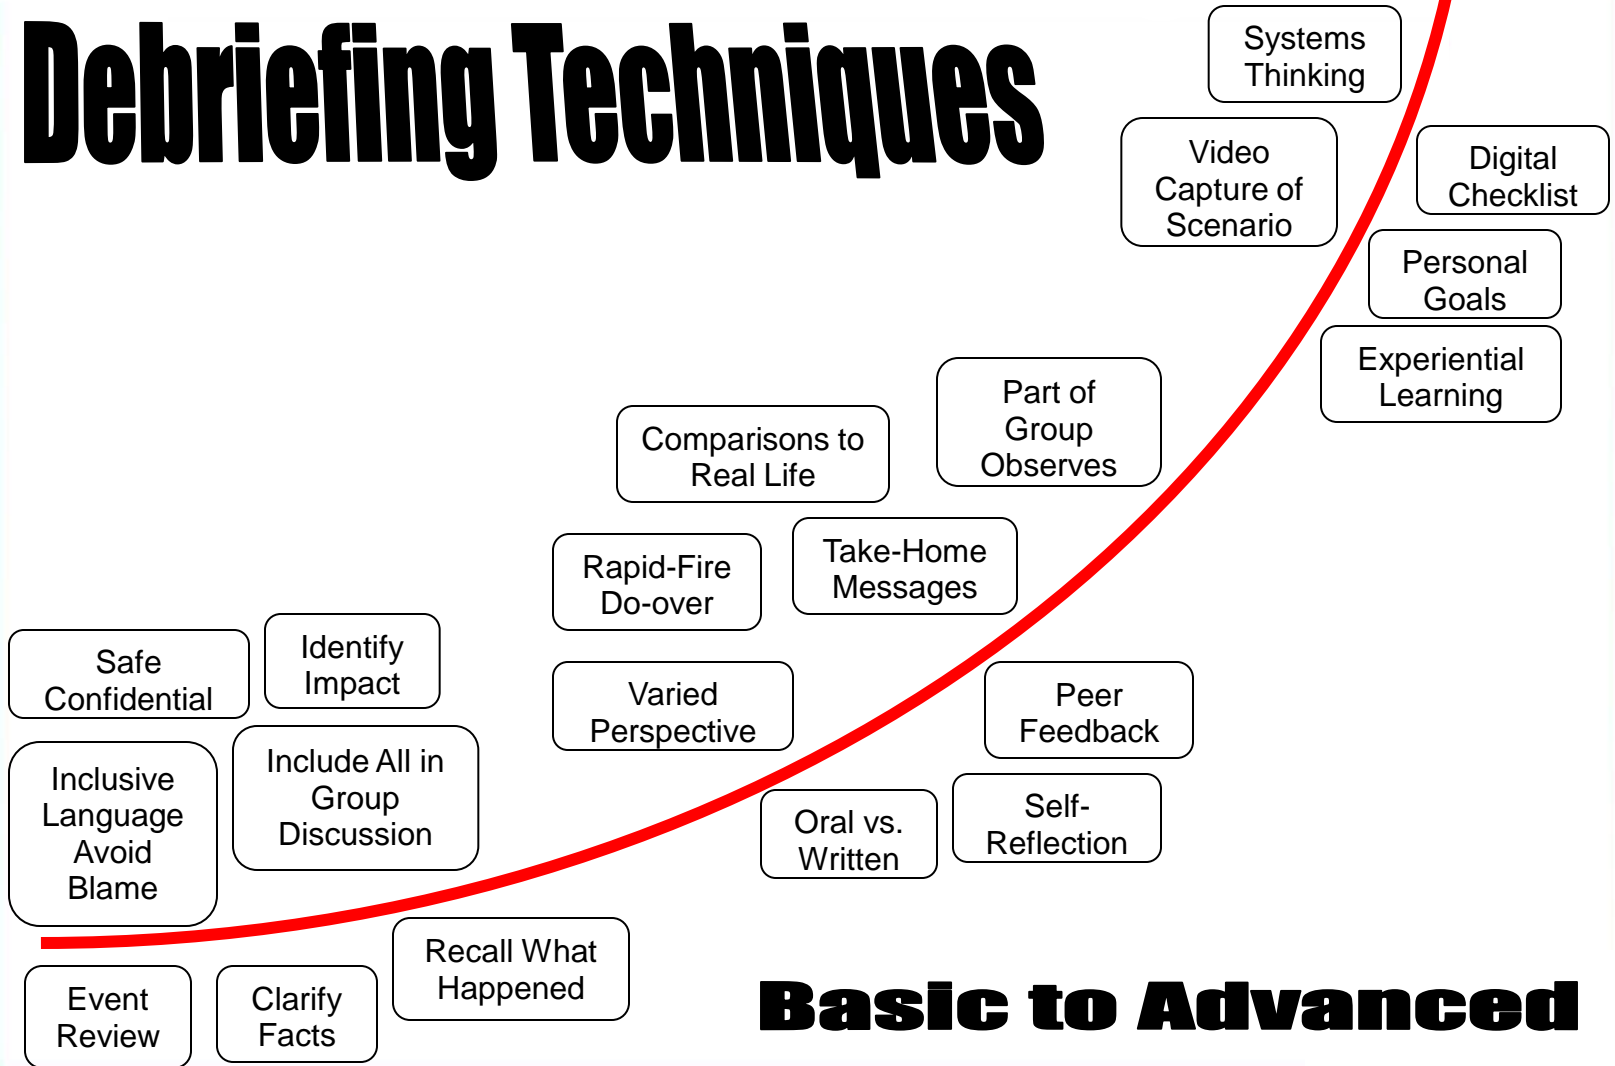 Debriefing Techniques
Systems
Thinking
Video
Capture of
Scenario
Digital
Checklist
Personal
Goals
Experiential
Learning
Part of
Group
Observes
Comparisons to
Real Life
Rapid-Fire
Do-over
Take-Home
Messages
Varied
Perspective
Peer
Feedback
Oral vs.
Written
Self-
Reflection
Safe
Confidential
Identify
Impact
Inclusive
Language
Avoid
Blame
Include All in
Group
Discussion
Recall What
Happened
Event
Review
Clarify
Facts
Basic to Advanced